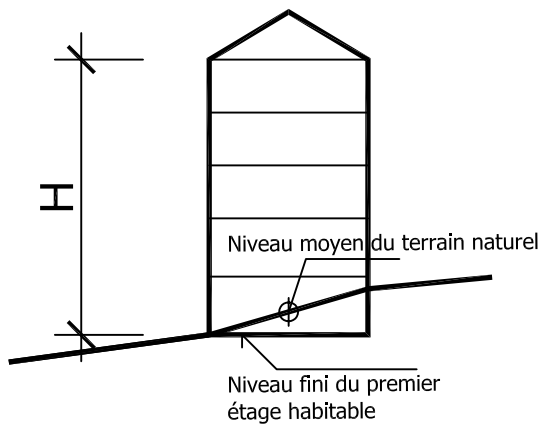 H
Niveau moyen du terrain naturel
Niveau fini du premier
étage habitable